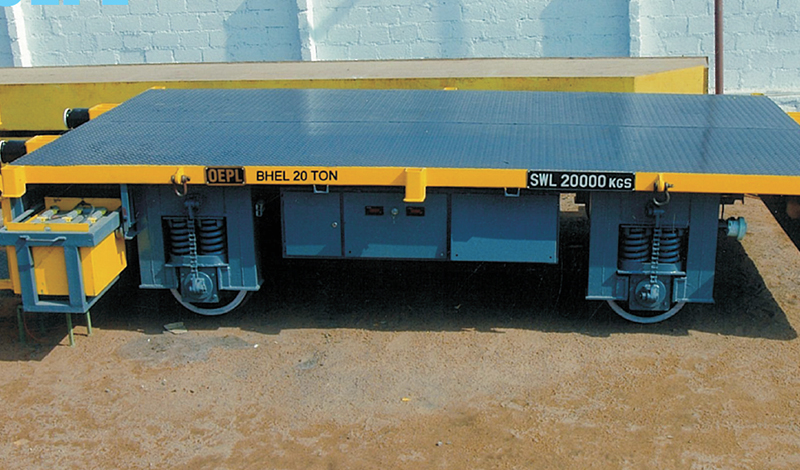 OEPL
BHEL 20 TON
SWL 20000 KGS